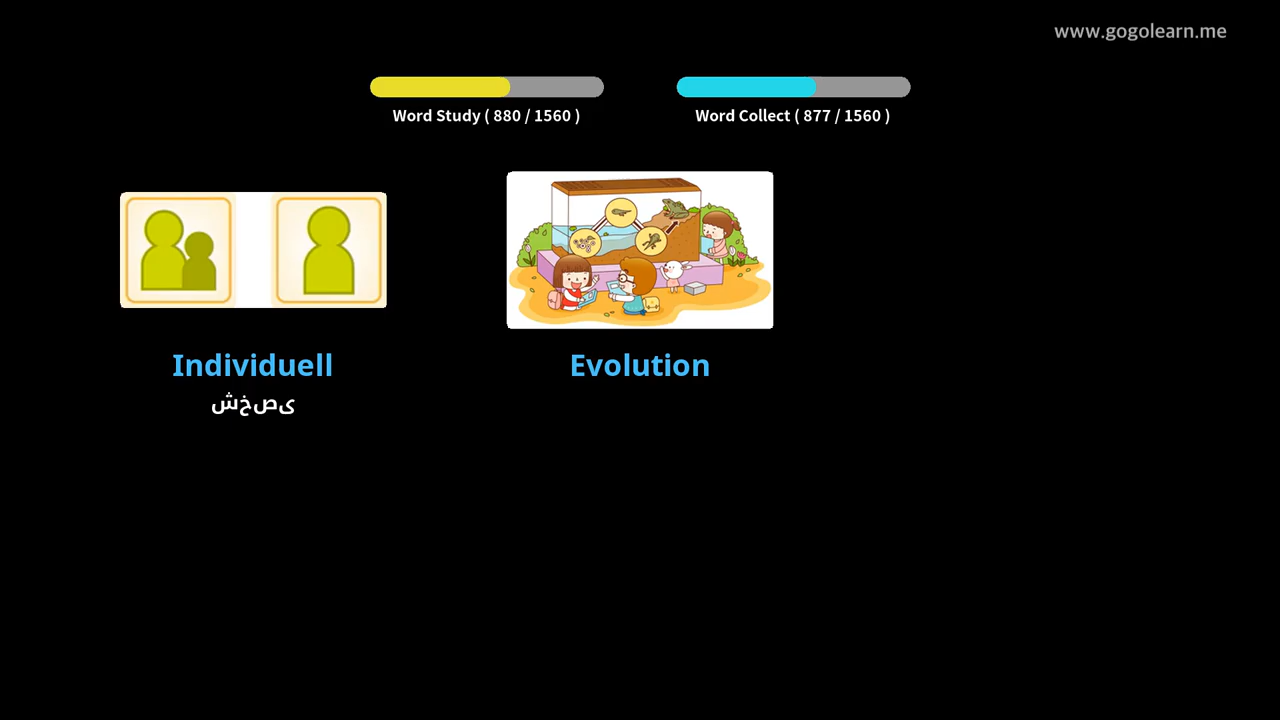 www.gogolearn.me
Word Study ( 880 / 1560 )
Word Collect ( 877 / 1560 )
Individuell
شخصی
Evolution